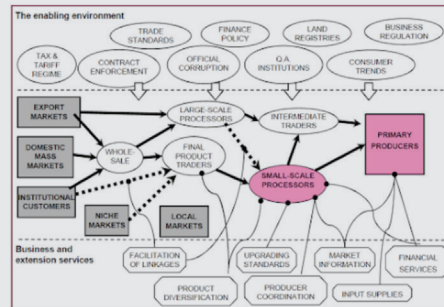 The enabling environment
TRADE
STANDARDS
FINANCE
POLICY
LAND
REGISTRIES
BUSINESS
REGULATION
TAX &
TARIFF
REGIME
CONTRACT
ENFORCEMENT
OFFICIAL
CORRUPTION
Q.A
INSTITUTIONS
CONSUMER
TRENDS
EXPORT
MARKETS
DOMESTIC
MASS
MARKETS
INSTITUTIONAL
CUSTOMERS
NICHE
MARKETS
LOCAL
MARKETS
WHOLE-
SALE
LARGE-SCALE
PROCESSORS
FINAL
PRODUCT
TRADERS
INTERMEDIATE
TRADERS
SMALL-SCALE
PROCESSORS
PRIMARY
PRODUCERS
Business and
extension services
FACILITATION
OF LINKAGES
PRODUCT
DIVERSIFICATION
UPGRADING
STANDARDS
PRODUCER
COORDINATION
MARKET
INFORMATION
INPUT SUPPLIES
FINANCIAL
SERVICES